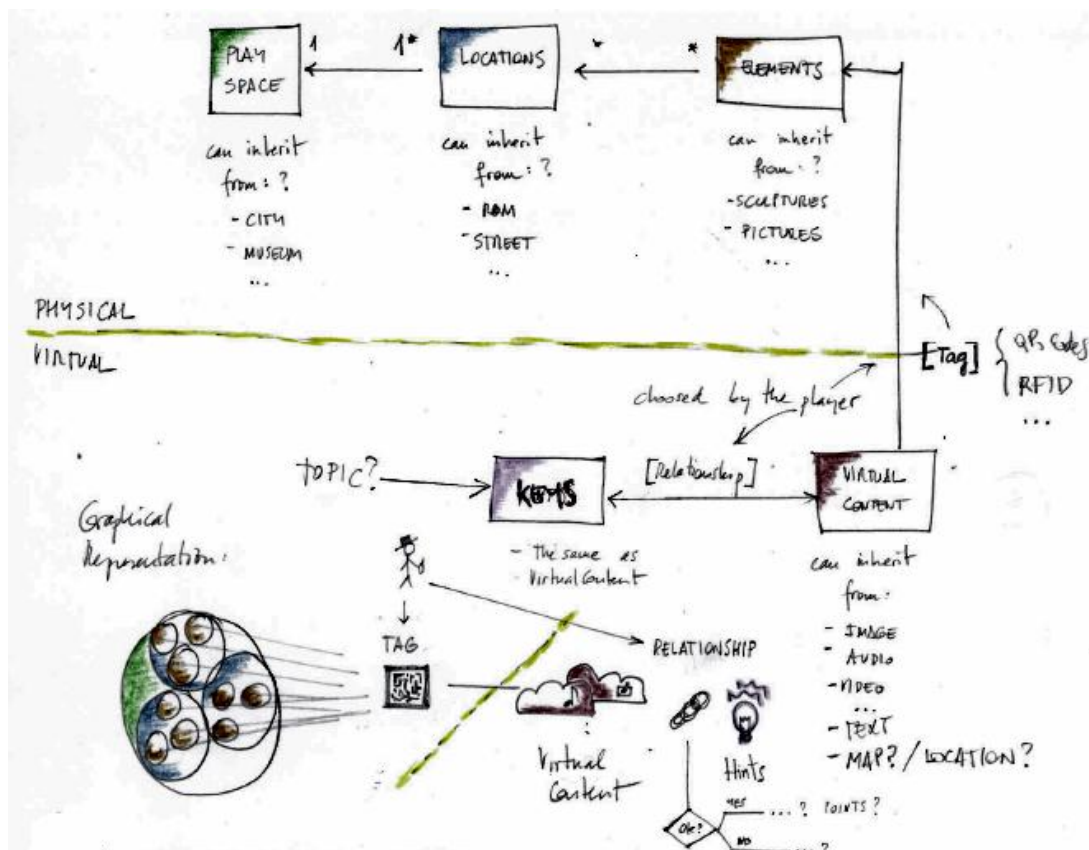 PLAY
SPACE
1
1*
LOCATIONS
*
*
ELEMENTS
can inherit
from: ?
- CITY
- MUSEUM
...
can inherit
from: ?
- ROOM
- STREET
...
can inherit
from: ?
- SCULPTURES
- PICTURES
...
PHYSICAL
VIRTUAL
[Tag]
QR Codes
RFID
...
choosed by the player
TOPIC?
[Relationship]
VIRTUAL
CONTENT
- The same as
Virtual Content
can inherit
from:
- IMAGE
- AUDIO
- VIDEO
...
- TEXT
- MAP? / LOCATION?
Graphical
Representation:
TAG
RELATIONSHIP
Virtual
Content
Hints
OK?
YES ... ? POINTS?
NO ... ?